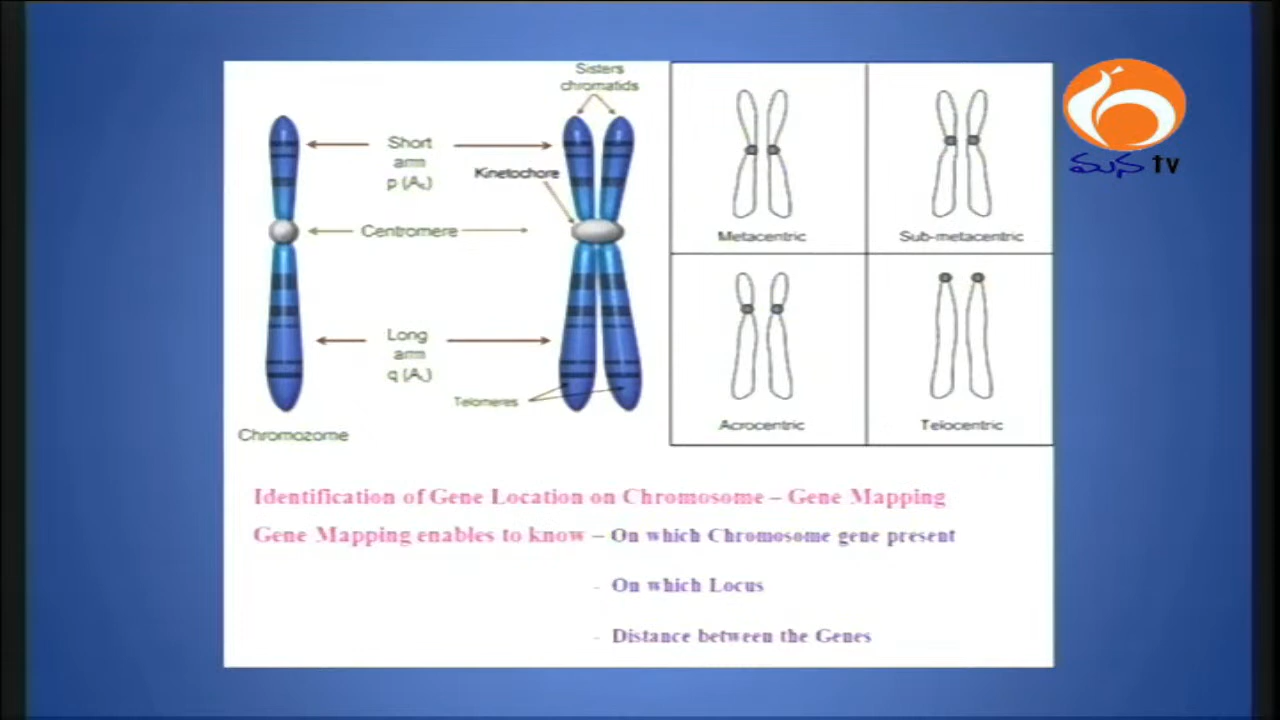 Sisters
chromatids
Short
arm
Kinetochore
Centromere
Long
arm
Telomeres
Chromozome
Metacentric
Sub-metacentric
Acrocentric
Telocentric
మన tv
Identification of Gene Location on Chromosome – Gene Mapping
Gene Mapping enables to know – On which Chromosome gene present
- On which Locus
- Distance between the Genes